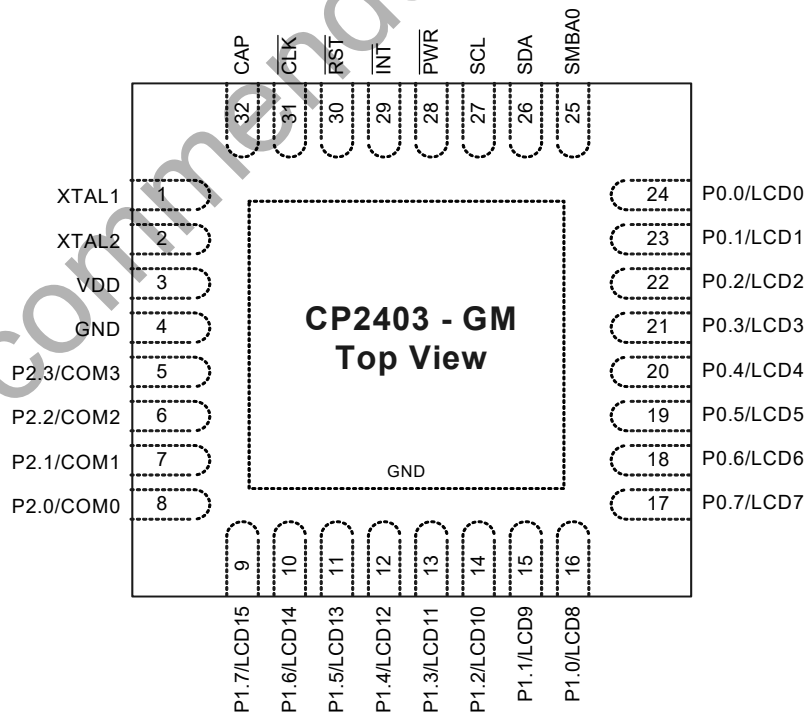 CAP
CLK
RST
INT
PWR
SCL
SDA
SMBA0
32
31
30
29
28
27
26
25
XTAL1 1
XTAL2 2
VDD 3
GND 4
P2.3/COM3 5
P2.2/COM2 6
P2.1/COM1 7
P2.0/COM0 8
CP2403 - GM
Top View
GND
24 P0.0/LCD0
23 P0.1/LCD1
22 P0.2/LCD2
21 P0.3/LCD3
20 P0.4/LCD4
19 P0.5/LCD5
18 P0.6/LCD6
17 P0.7/LCD7
9
10
11
12
13
14
15
16
P1.7/LCD15
P1.6/LCD14
P1.5/LCD13
P1.4/LCD12
P1.3/LCD11
P1.2/LCD10
P1.1/LCD9
P1.0/LCD8